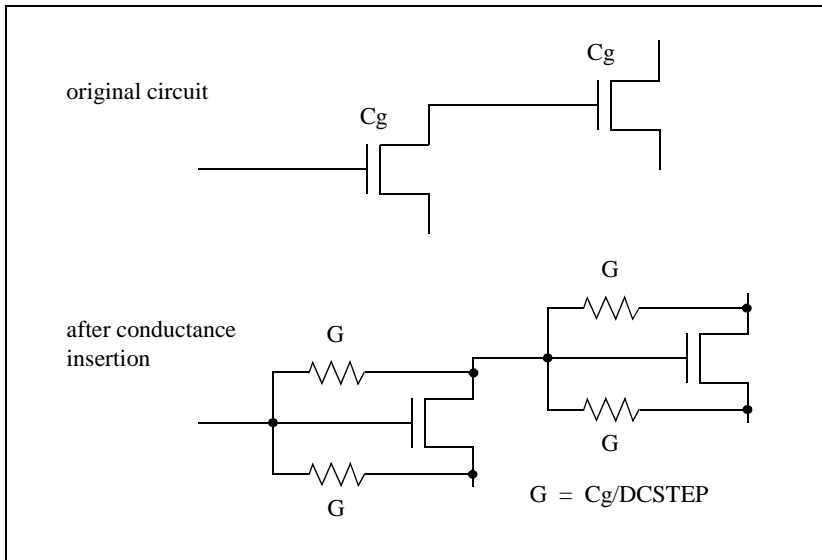 Cg
original circuit
Cg
G
after conductance
insertion
G
G
G
G = Cg/DCSTEP